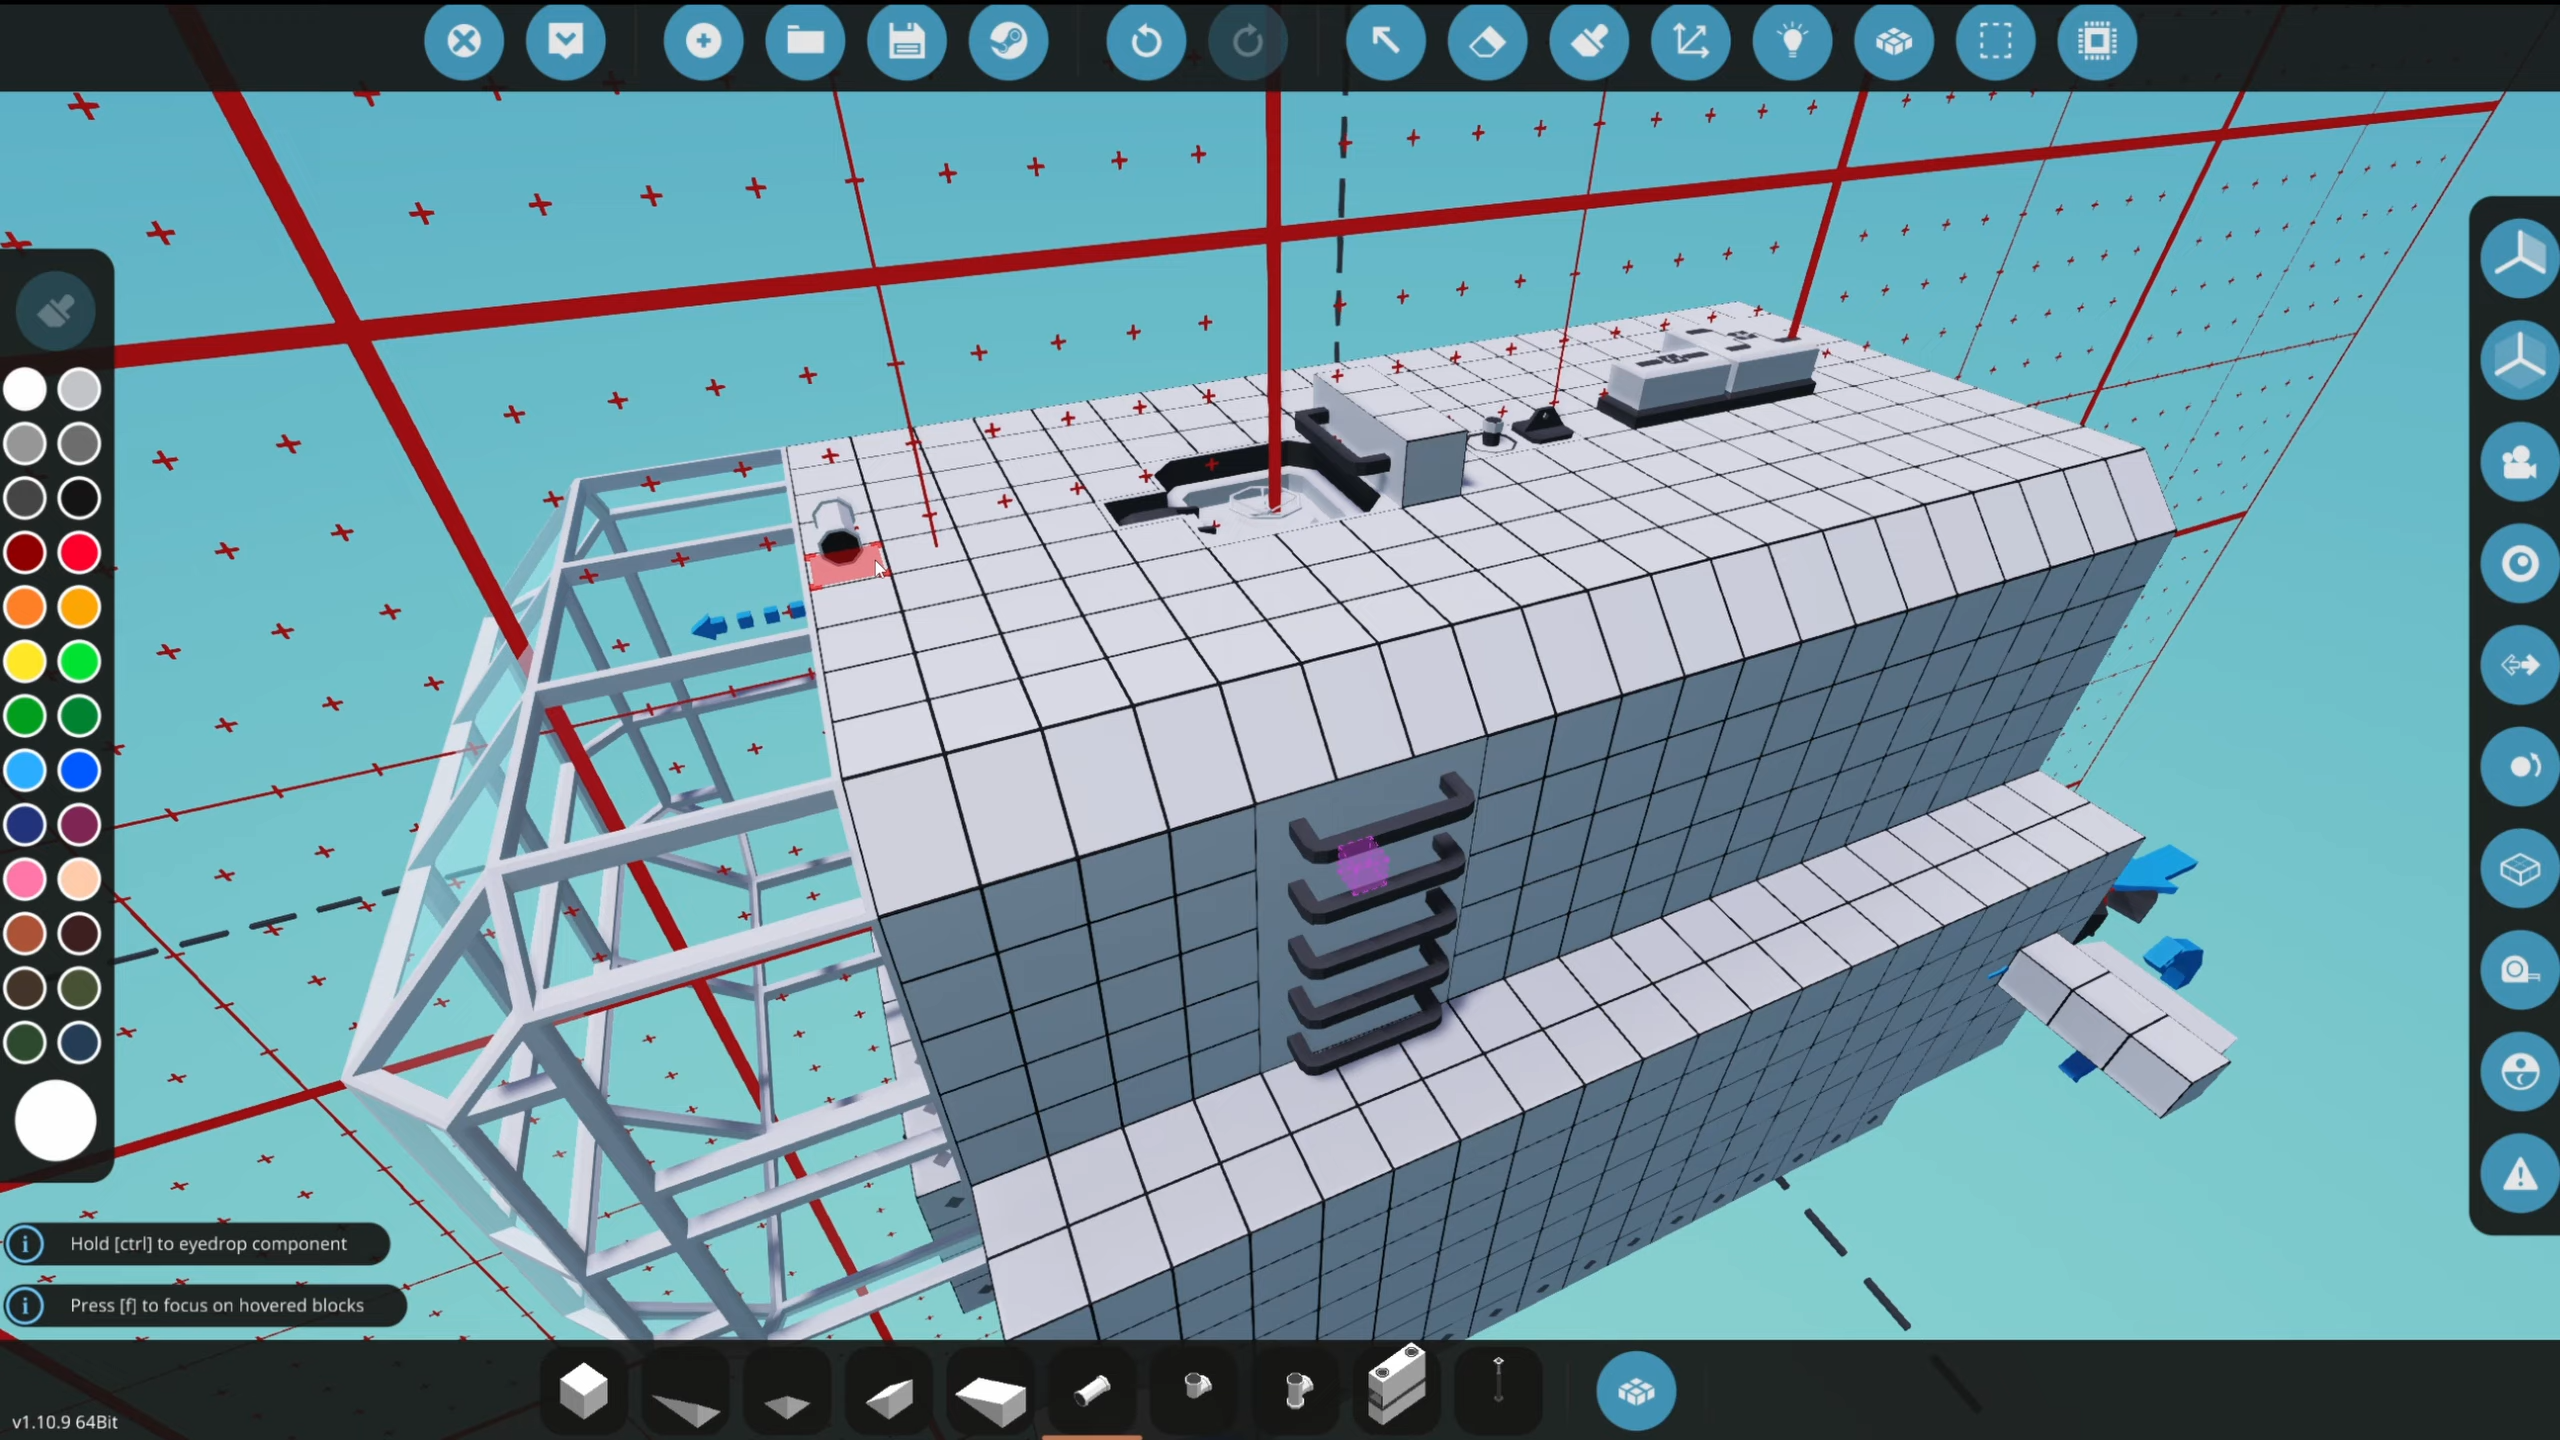 Hold [ctrl] to eyedrop component
Press [f] to focus on hovered blocks
v1.10.9 64Bit